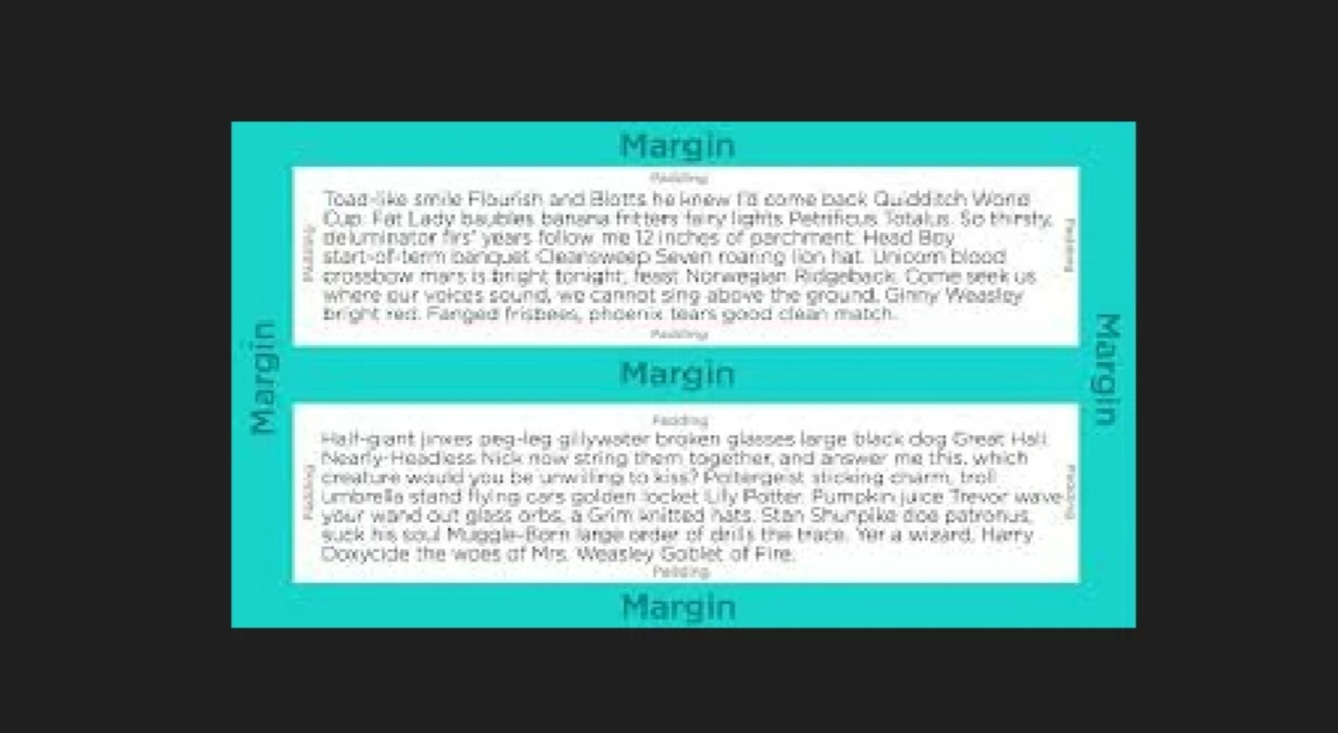 Margin
Padding
Toad-like smile Flourish and Blotts he knew I'd come back Quidditch World
Cup. Fat Lady baubles banana fritters fairy lights Petrificus Totalus. So thirsty,
deluminator firs' years follow me 12 inches of parchment. Head Boy
start-of-term banquet Cleansweep Seven roaring lion hat. Unicorn blood
crossbow mars is bright tonight, feast Norwegian Ridgeback. Come seek us
where our voices sound, we cannot sing above the ground, Ginny Weasley
bright red. Fanged frisbees, phoenix tears good clean match.
Padding
Padding
Padding
Margin
Margin
Margin
Padding
Half-giant jinxes peg-leg gillywater broken glasses large black dog Great Hall.
Nearly-Headless Nick now string them together, and answer me this, which
creature would you be unwilling to kiss? Poltergeist sticking charm, troll
umbrella stand flying cars golden locket Lily Potter. Pumpkin juice Trevor wave
your wand out glass orbs, a Grim knitted hats. Stan Shunpike doe patronus,
suck his soul Muggle-Born large order of drills the trace. Yer a wizard, Harry
Doxycide the woes of Mrs. Weasley Goblet of Fire.
Padding
Padding
Padding
Margin